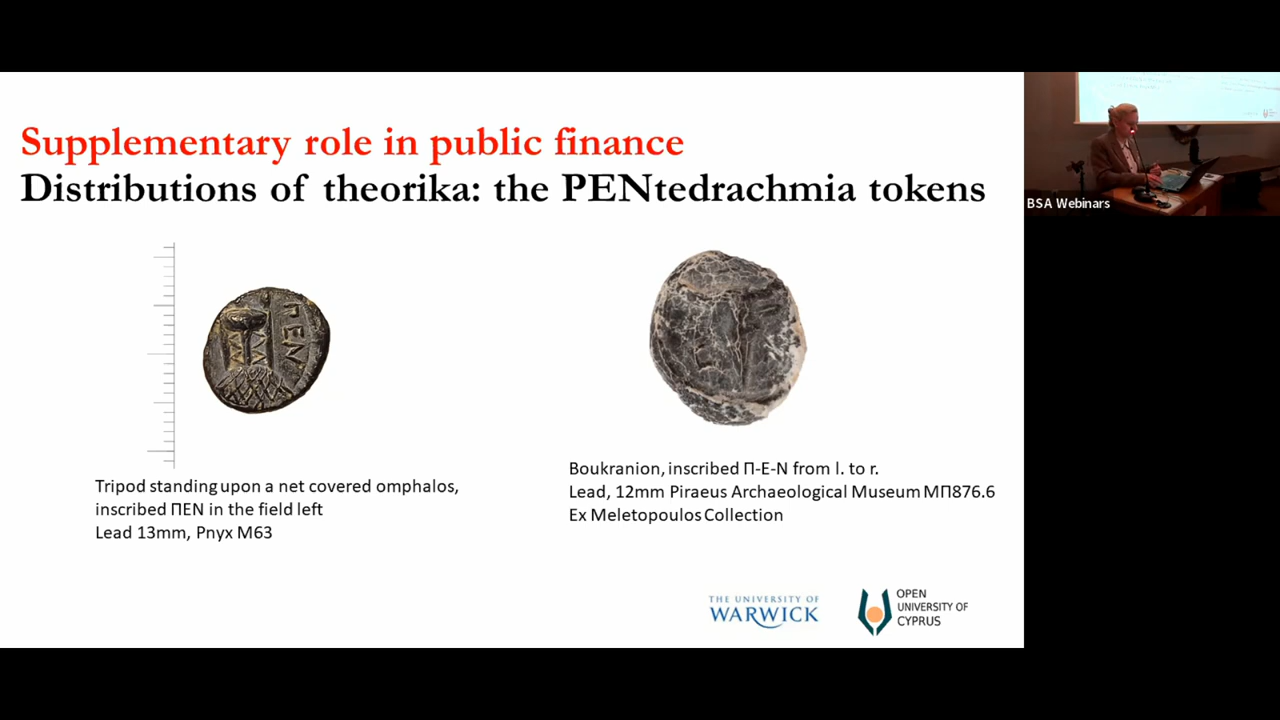 Supplementary role in public finance
Distributions of theorika: the PENtedrachmia tokens
BSA Webinars
ΠΕΝ
Tripod standing upon a net covered omphalos,
inscribed ΠEN in the field left
Lead 13mm, Pnyx M63
Boukranion, inscribed Π-E-N from l. to r.
Lead, 12mm Piraeus Archaeological Museum ΜΠ876.6
Ex Meletopoulos Collection
THE UNIVERSITY OF
WARWICK
OPEN
UNIVERSITY OF
CYPRUS